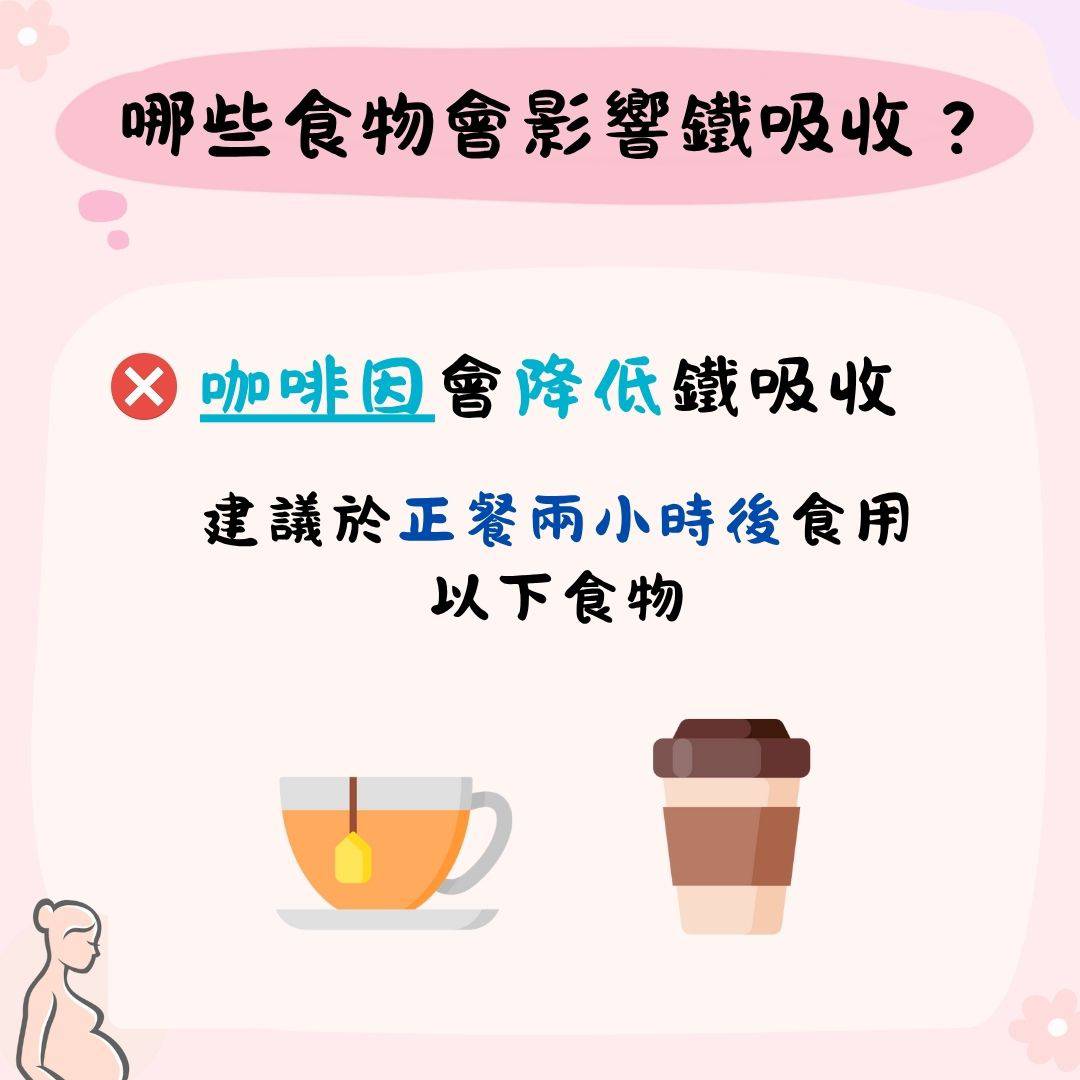 哪些食物會影響鐵吸收？
咖啡因會降低鐵吸收
建議於正餐兩小時後食用
以下食物